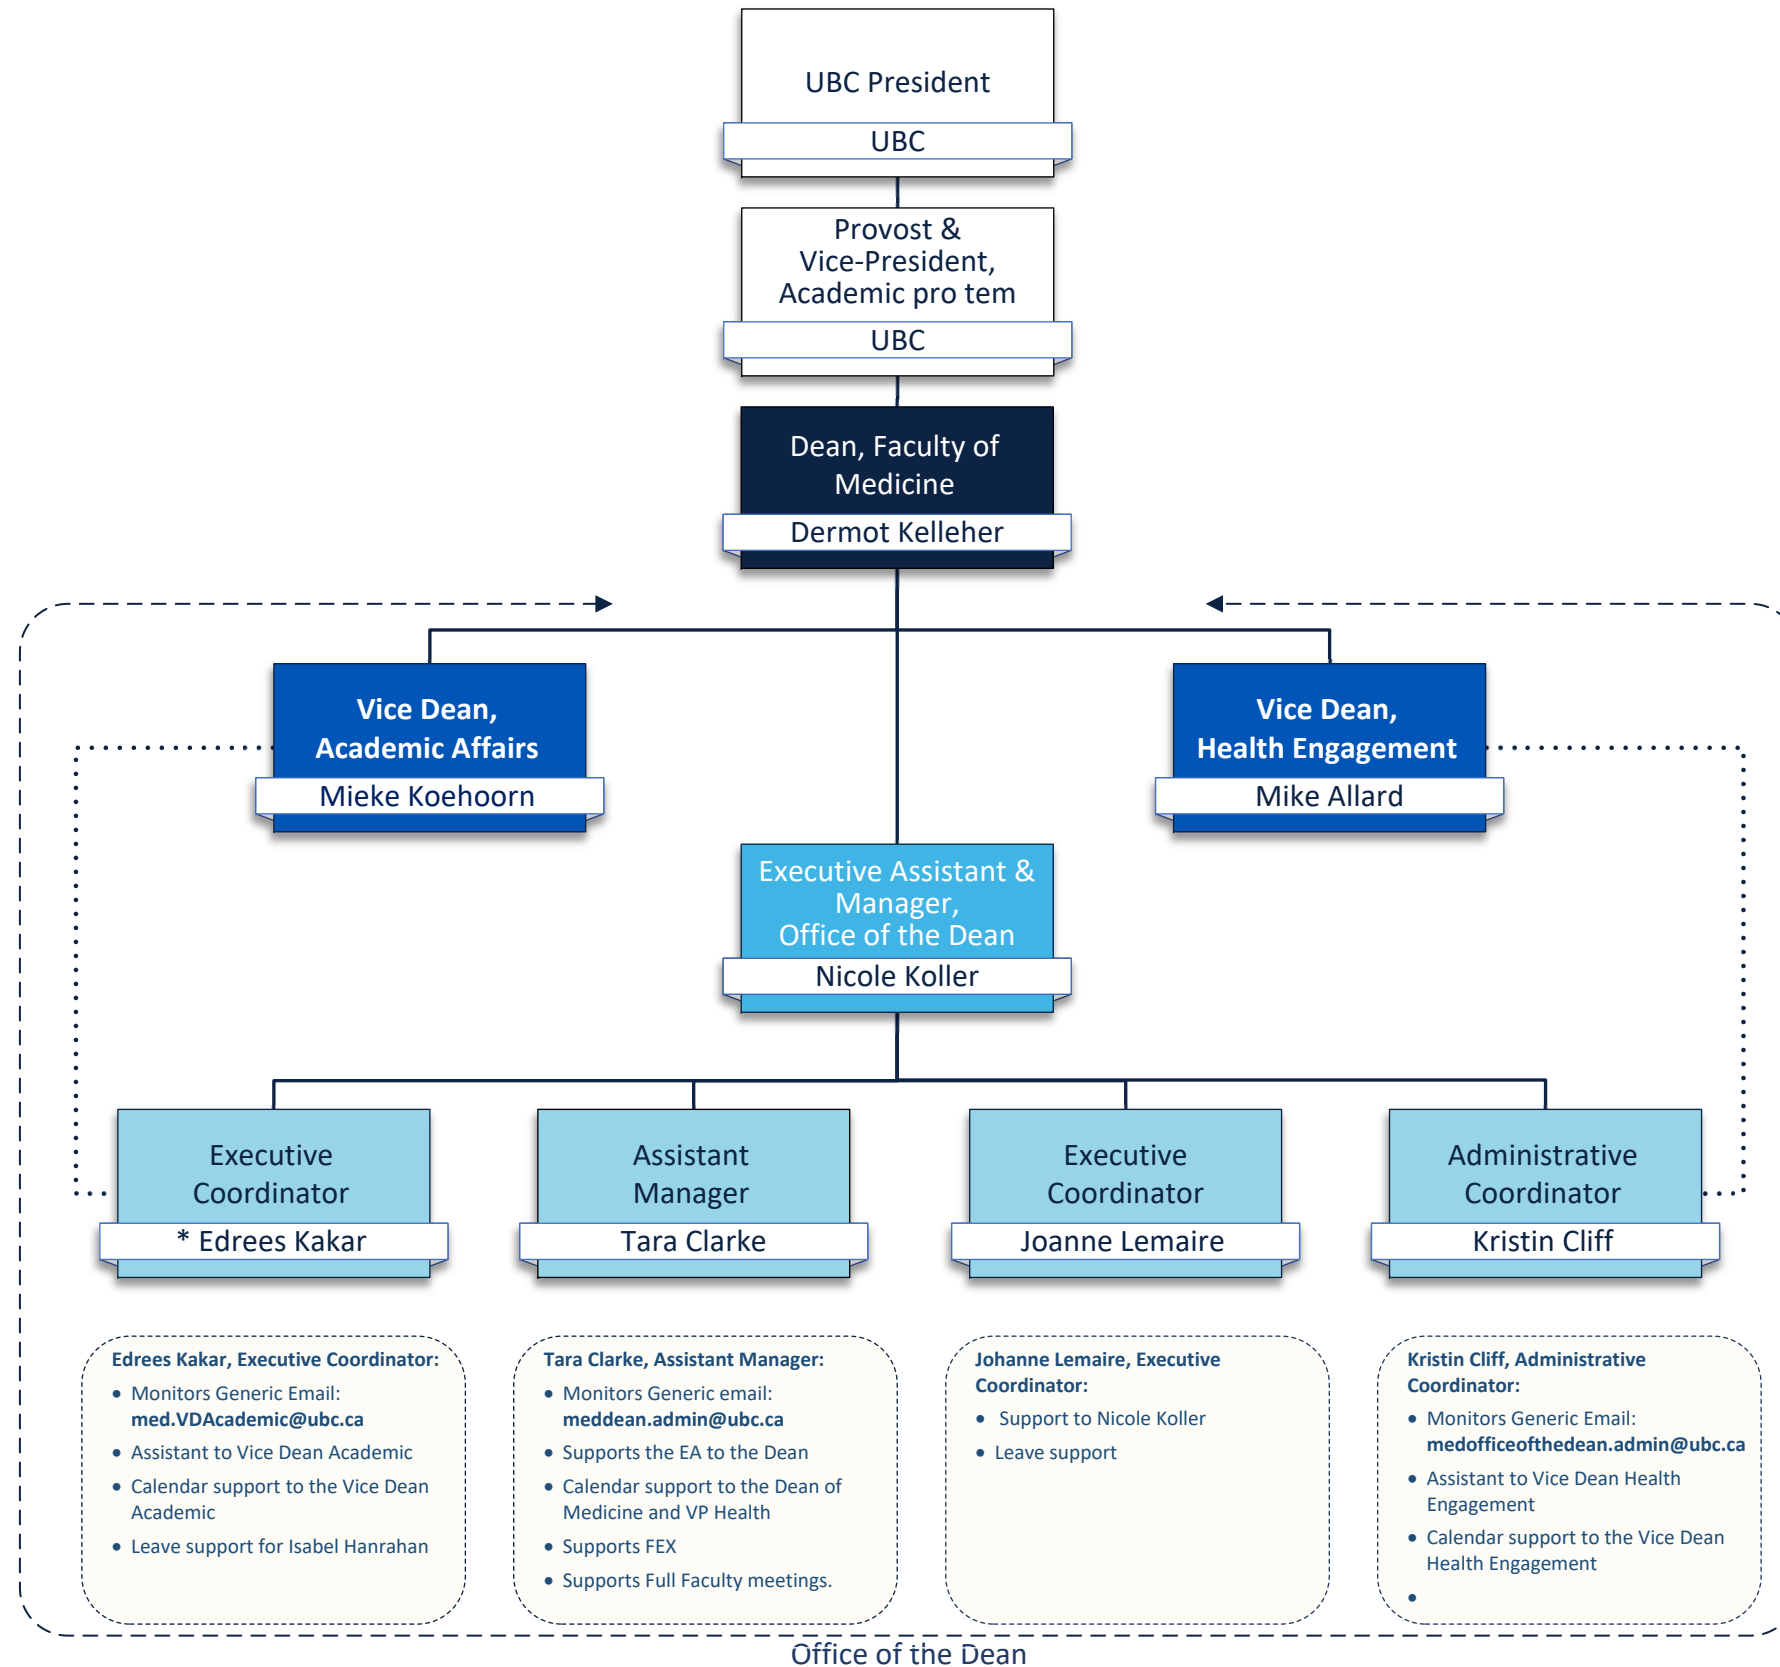 UBC President
UBC
Provost &
Vice-President,
Academic pro tem
UBC
Dean, Faculty of
Medicine
Dermot Kelleher
Vice Dean,
Academic Affairs
Mieke Koehoorn
Vice Dean,
Health Engagement
Mike Allard
Executive Assistant &
Manager,
Office of the Dean
Nicole Koller
Executive
Coordinator
* Edrees Kakar
Assistant
Manager
Tara Clarke
Executive
Coordinator
Joanne Lemaire
Administrative
Coordinator
Kristin Cliff
Edrees Kakar, Executive Coordinator:
• Monitors Generic Email:
med.VDAcademic@ubc.ca
• Assistant to Vice Dean Academic
• Calendar support to the Vice Dean
Academic
• Leave support for Isabel Hanrahan
Tara Clarke, Assistant Manager:
• Monitors Generic email:
meddean.admin@ubc.ca
• Supports the EA to the Dean
• Calendar support to the Dean of
Medicine and VP Health
• Supports FEX
• Supports Full Faculty meetings.
Johanne Lemaire, Executive
Coordinator:
• Support to Nicole Koller
• Leave support
Kristin Cliff, Administrative
Coordinator:
• Monitors Generic Email:
medofficeofthedean.admin@ubc.ca
• Assistant to Vice Dean Health
Engagement
• Calendar support to the Vice Dean
Health Engagement
•
Office of the Dean